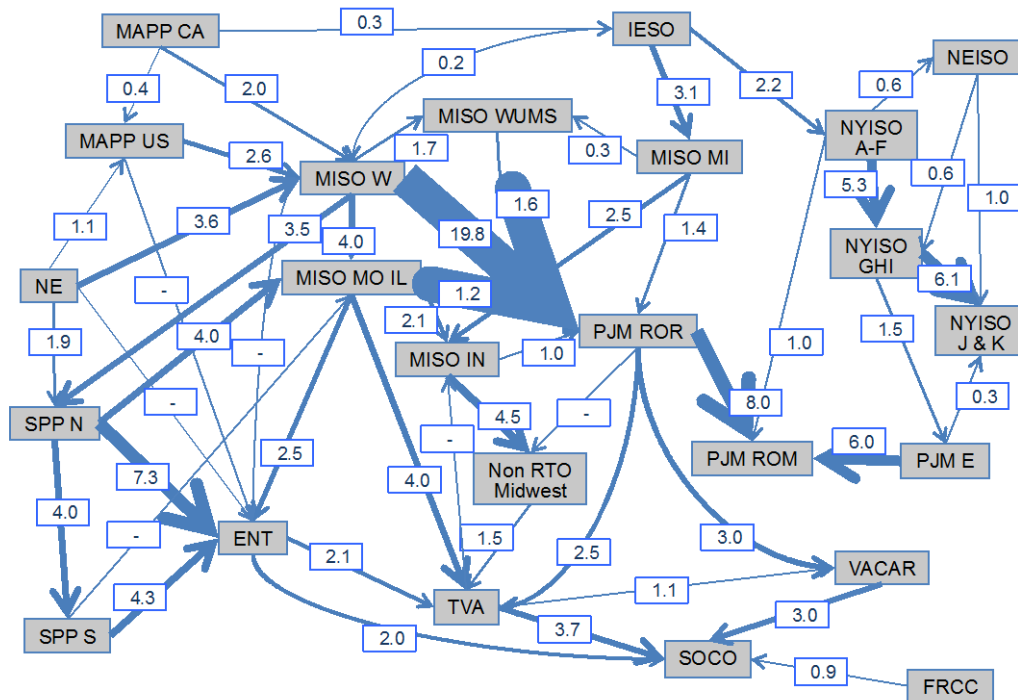 MAPP CA
0.3
IESO
NEISO
0.4
2.0
0.2
3.1
2.2
0.6
MAPP US
MISO WUMS
NYISO
A-F
2.6
1.7
0.3
MISO MI
MISO W
5.3
0.6
1.0
1.1
3.6
3.5
4.0
19.8
1.6
2.5
1.4
NYISO
GHI
NE
MISO MO IL
1.2
6.1
1.9
4.0
2.1
PJM ROR
1.5
NYISO
J & K
-
-
MISO IN
1.0
1.0
0.3
-
SPP N
4.5
-
8.0
7.3
2.5
-
Non RTO
Midwest
PJM ROM
6.0
PJM E
4.0
-
4.0
ENT
1.5
2.5
3.0
2.1
VACAR
4.3
TVA
1.1
SPP S
2.0
3.7
3.0
SOCO
0.9
FRCC